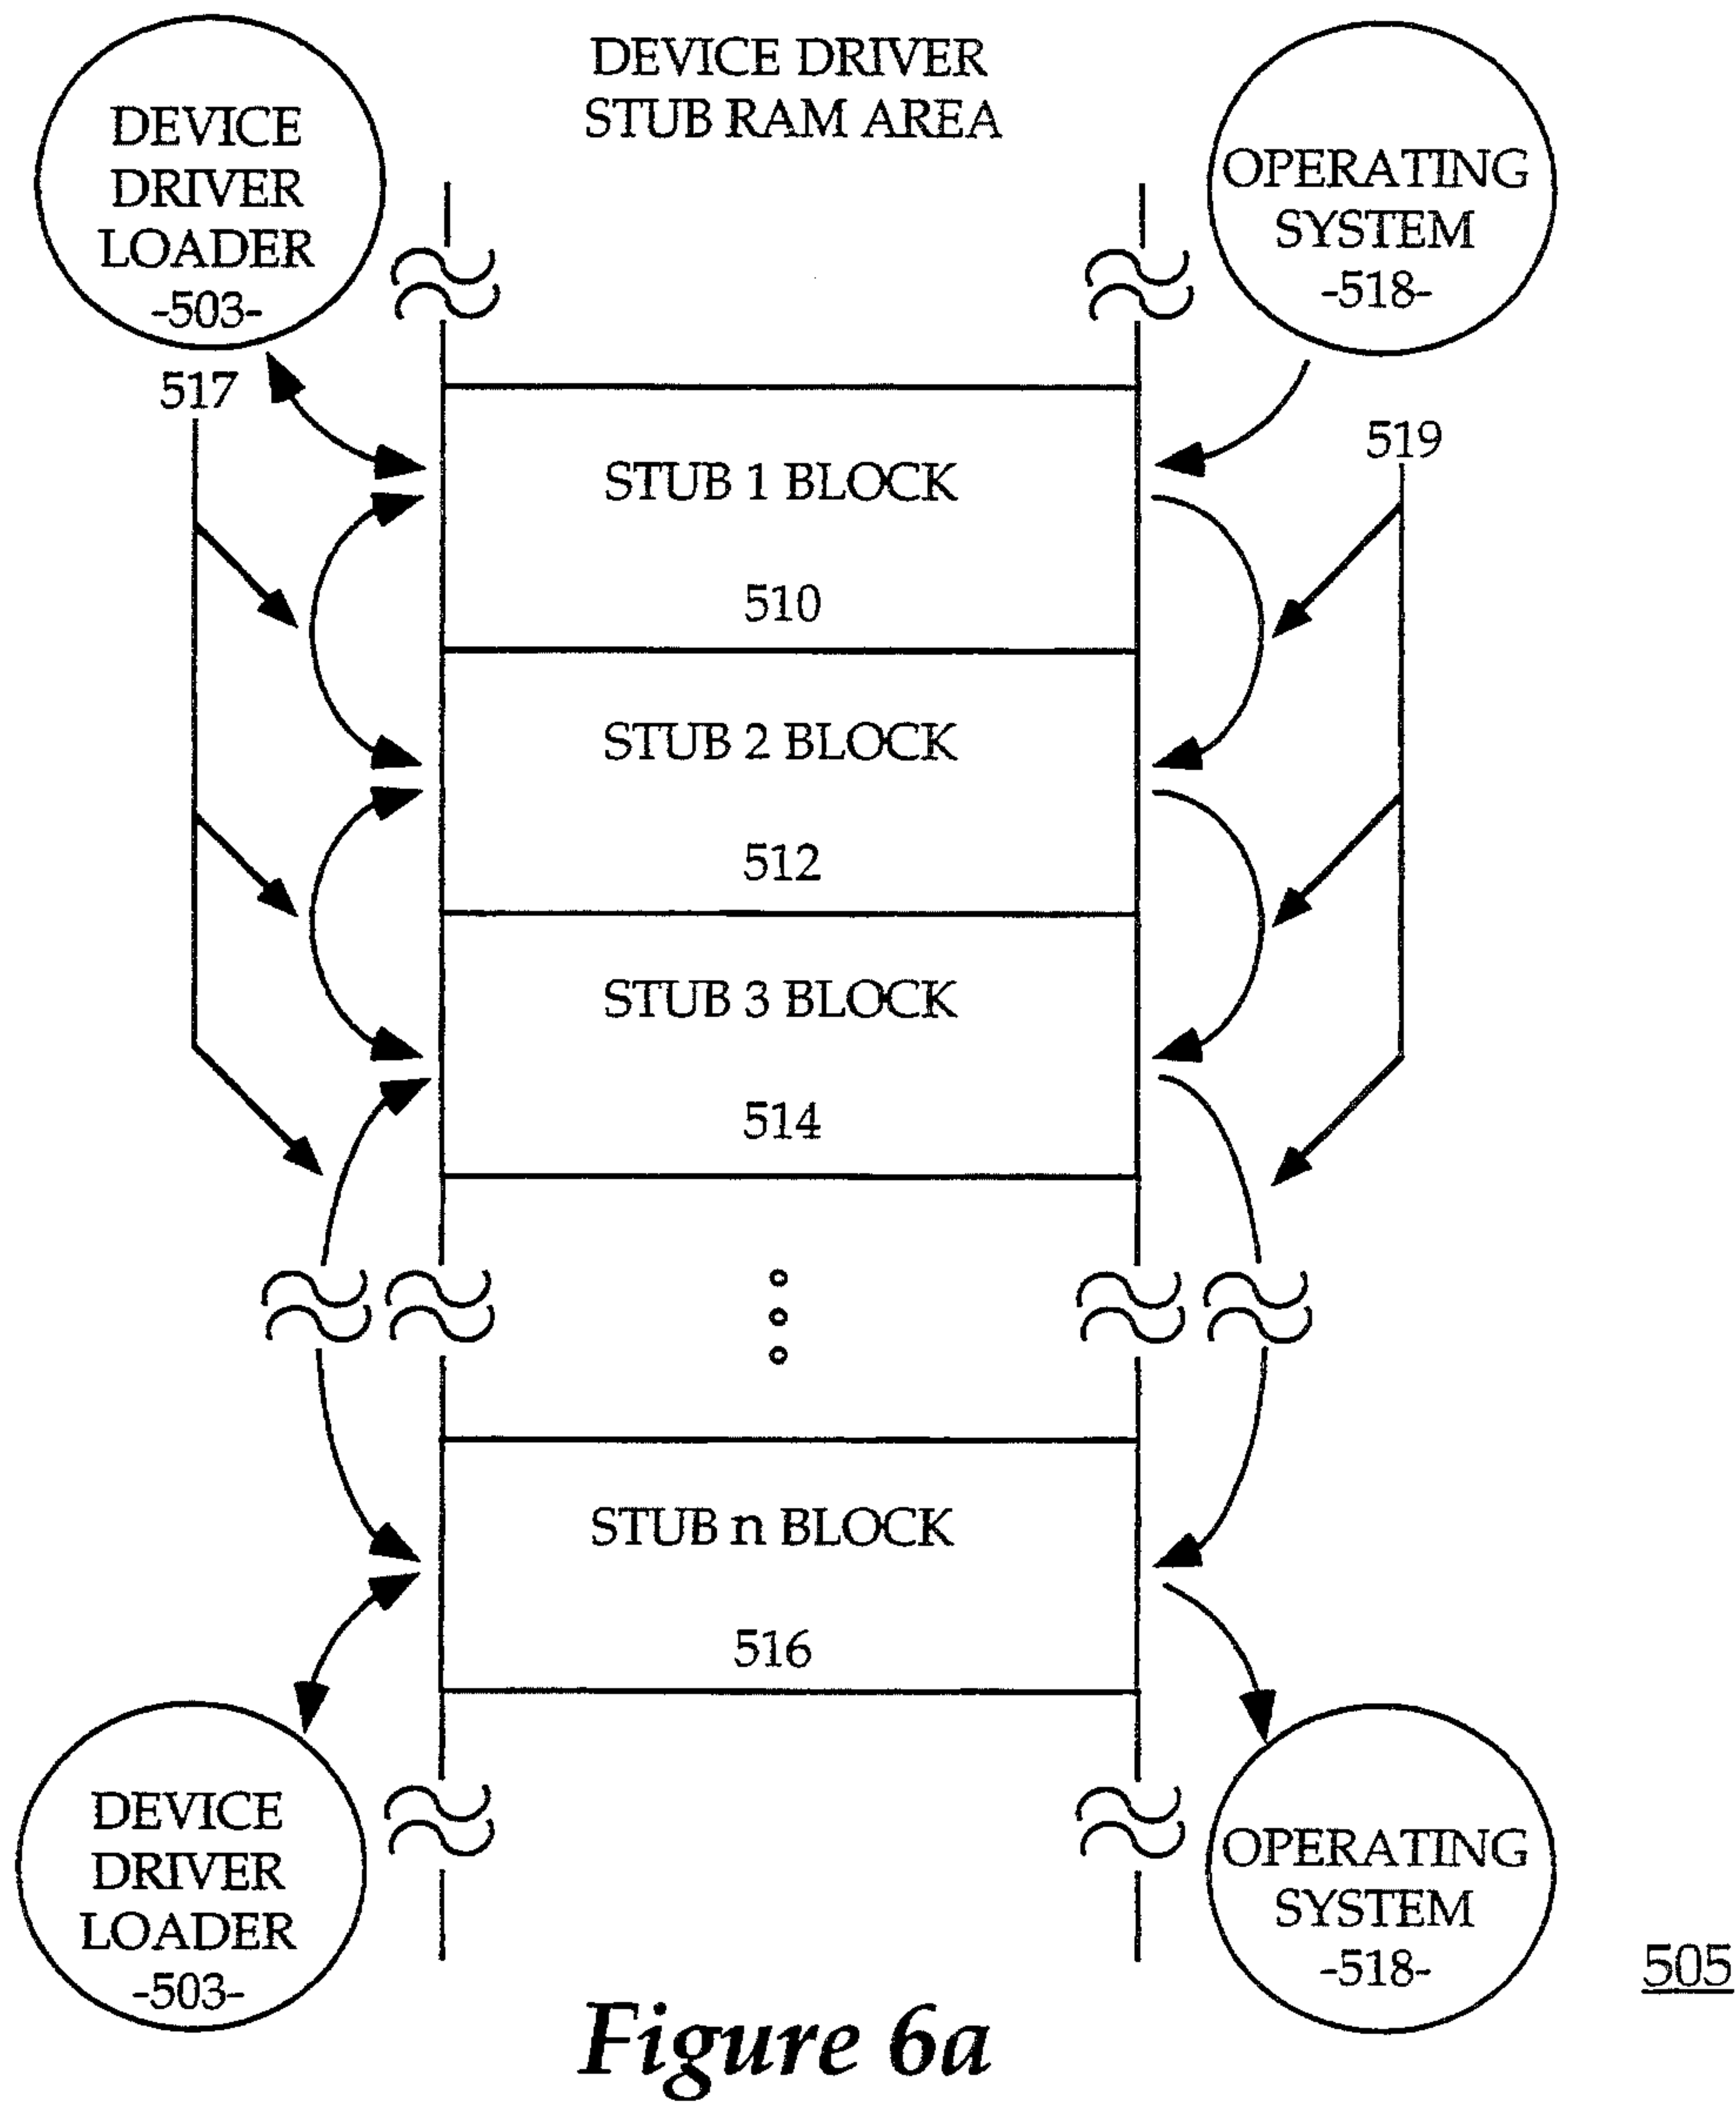 DEVICE DRIVER
STUB RAM AREA
DEVICE
DRIVER
LOADER
-503-
OPERATING
SYSTEM
-518-
517
519
STUB 1 BLOCK
510
STUB 2 BLOCK
512
STUB 3 BLOCK
514
STUB n BLOCK
516
DEVICE
DRIVER
LOADER
-503-
OPERATING
SYSTEM
-518-
505
Figure 6a